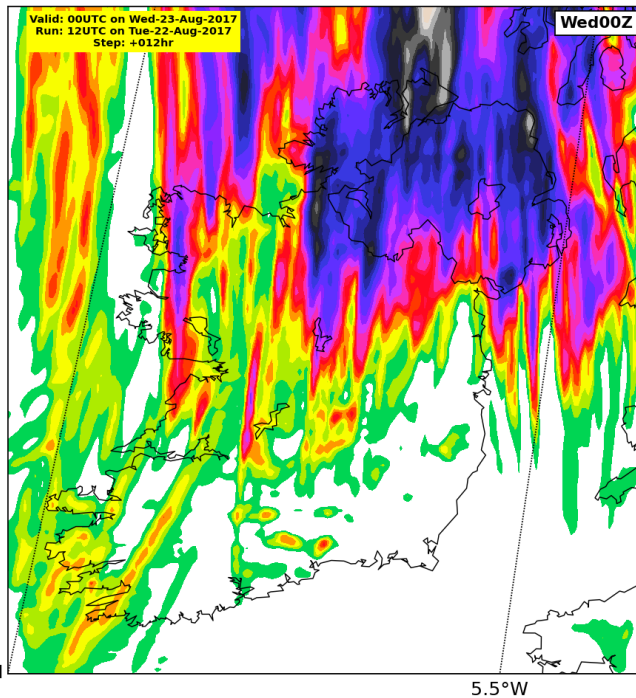 Valid: 00UTC on Wed-23-Aug-2017
Run: 12UTC on Tue-22-Aug-2017
Step: +012hr
Wed00Z
5.5°W